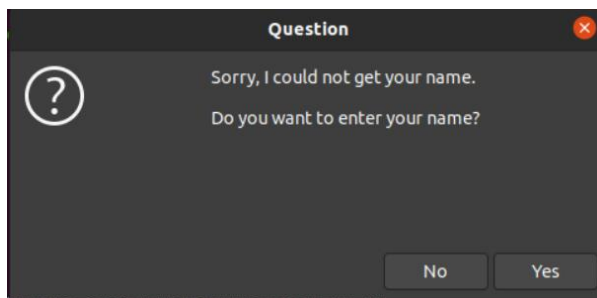 Question
Sorry, I could not get your name.
Do you want to enter your name?
No
Yes